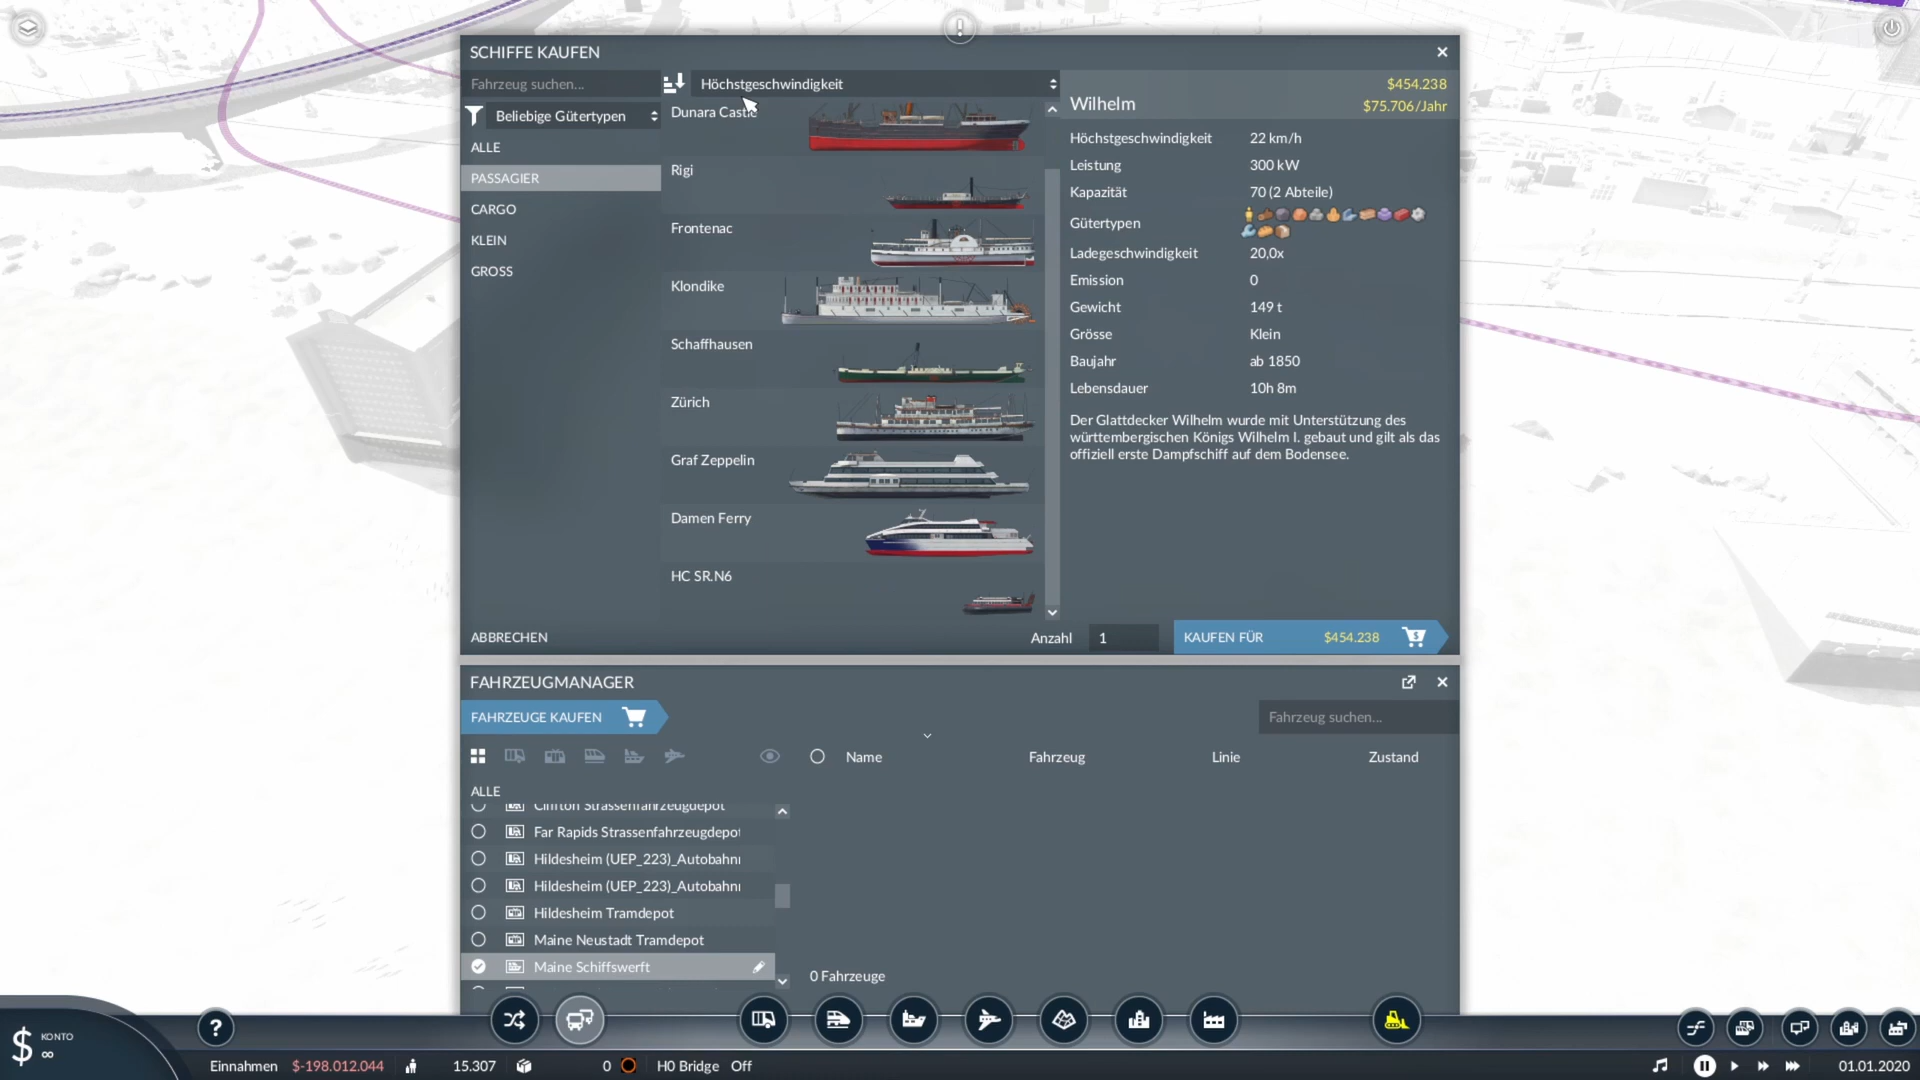 SCHIFFE KAUFEN
Fahrzeug suchen...
Höchstgeschwindigkeit
Beliebige Gütertypen
ALLE
PASSAGIER
CARGO
KLEIN
GROSS
Dunara Castle
Rigi
Frontenac
Klondike
Schaffhausen
Zürich
Graf Zeppelin
Damen Ferry
HC SR.N6
Wilhelm
$454.238
$75.706/Jahr
Höchstgeschwindigkeit 22 km/h
Leistung 300 kW
Kapazität 70 (2 Abteile)
Gütertypen
Ladegeschwindigkeit 20,0x
Emission 0
Gewicht 149 t
Grösse Klein
Baujahr ab 1850
Lebensdauer 10h 8m
Der Glattdecker Wilhelm wurde mit Unterstützung des
württembergischen Königs Wilhelm I. gebaut und gilt als das
offiziell erste Dampfschiff auf dem Bodensee.
ABBRECHEN
Anzahl 1
KAUFEN FÜR $454.238
FAHRZEUGMANAGER
FAHRZEUGE KAUFEN
Fahrzeug suchen...
Name Fahrzeug Linie Zustand
ALLE
Clifton Strassenfahrzeugdepot
Far Rapids Strassenfahrzeugdepot
Hildesheim (UEP_223)_Autobahn
Hildesheim (UEP_223)_Autobahn
Hildesheim Tramdepot
Maine Neustadt Tramdepot
Maine Schiffswerft
0 Fahrzeuge
$ KONTO
∞
?
Einnahmen $-198.012.044
15.307
0
H0 Bridge Off
01.01.2020